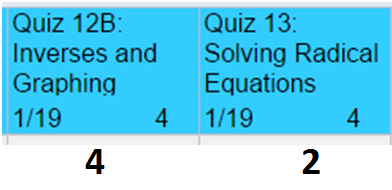 Quiz 12B:
Inverses and
Graphing
1/19 4
Quiz 13:
Solving Radical
Equations
1/19 4
4 2